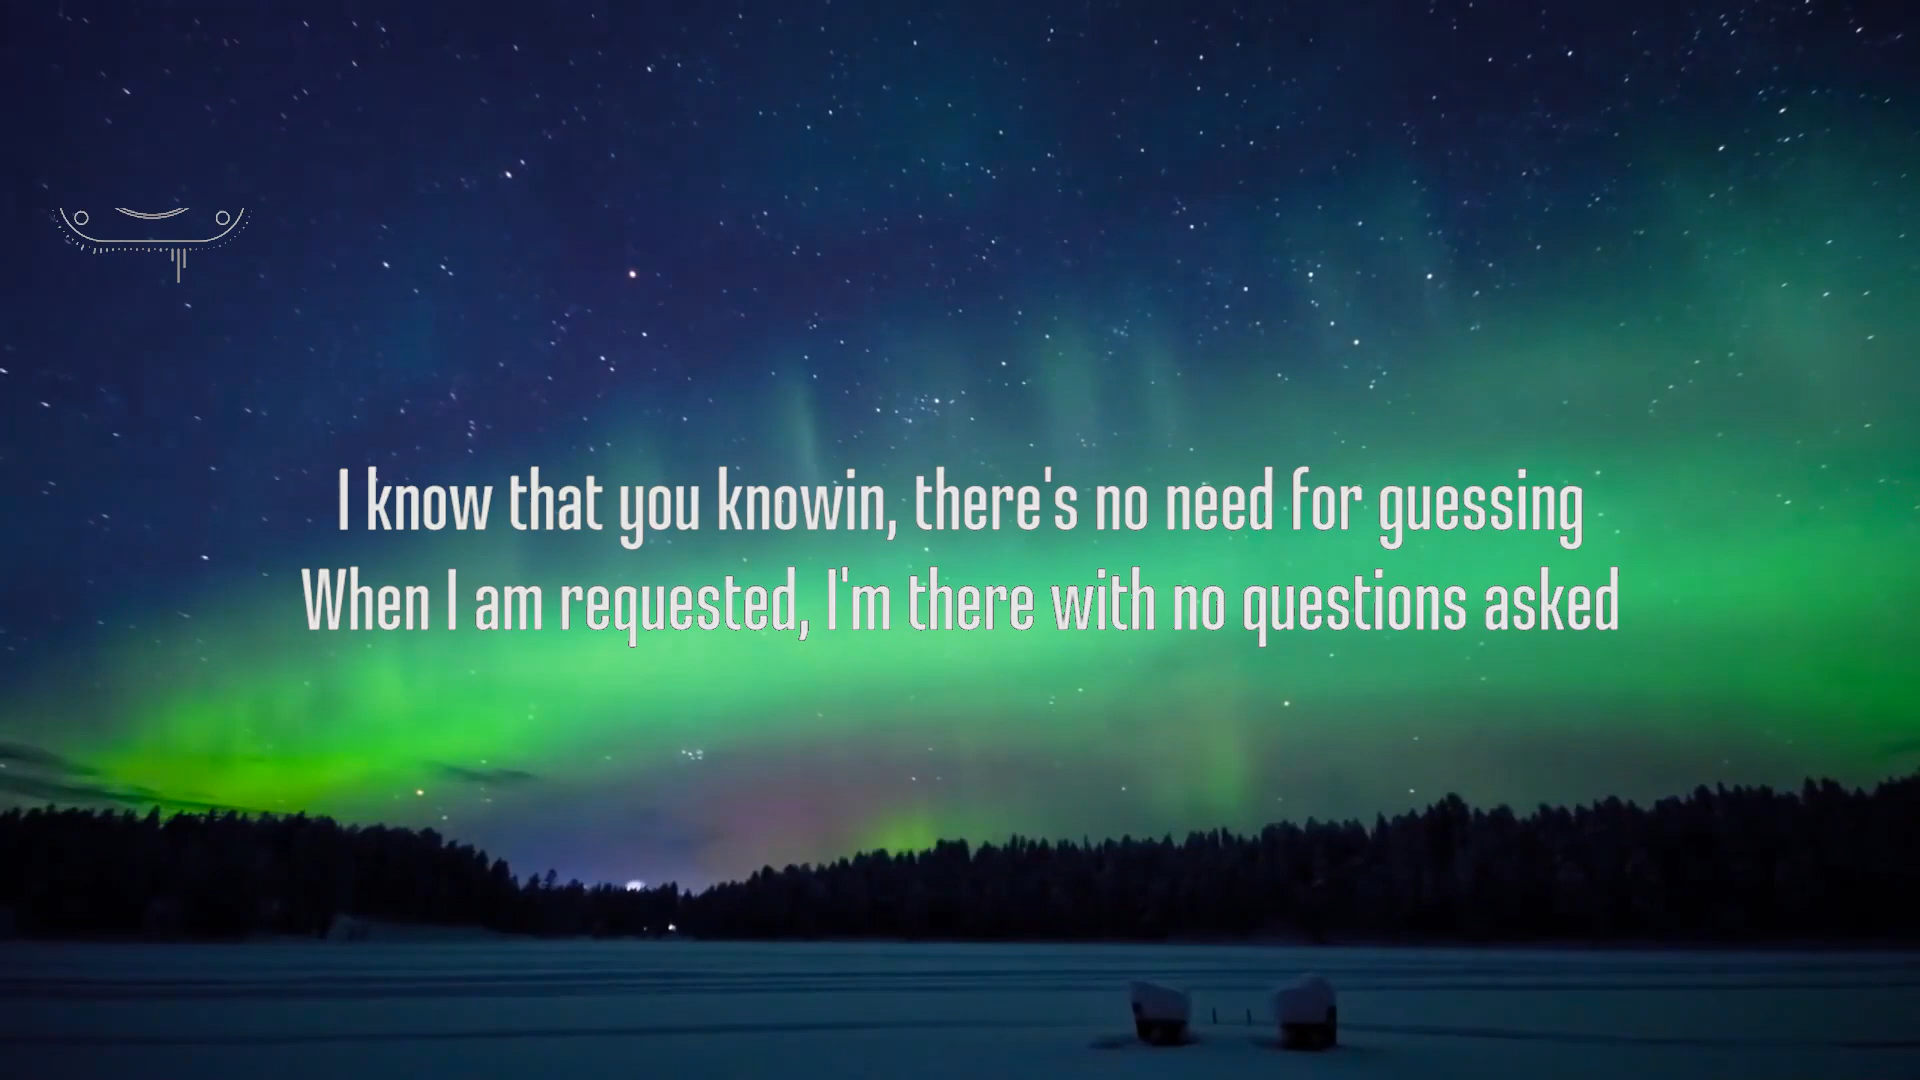 I know that you knowin, there's no need for guessing
When I am requested, I'm there with no questions asked